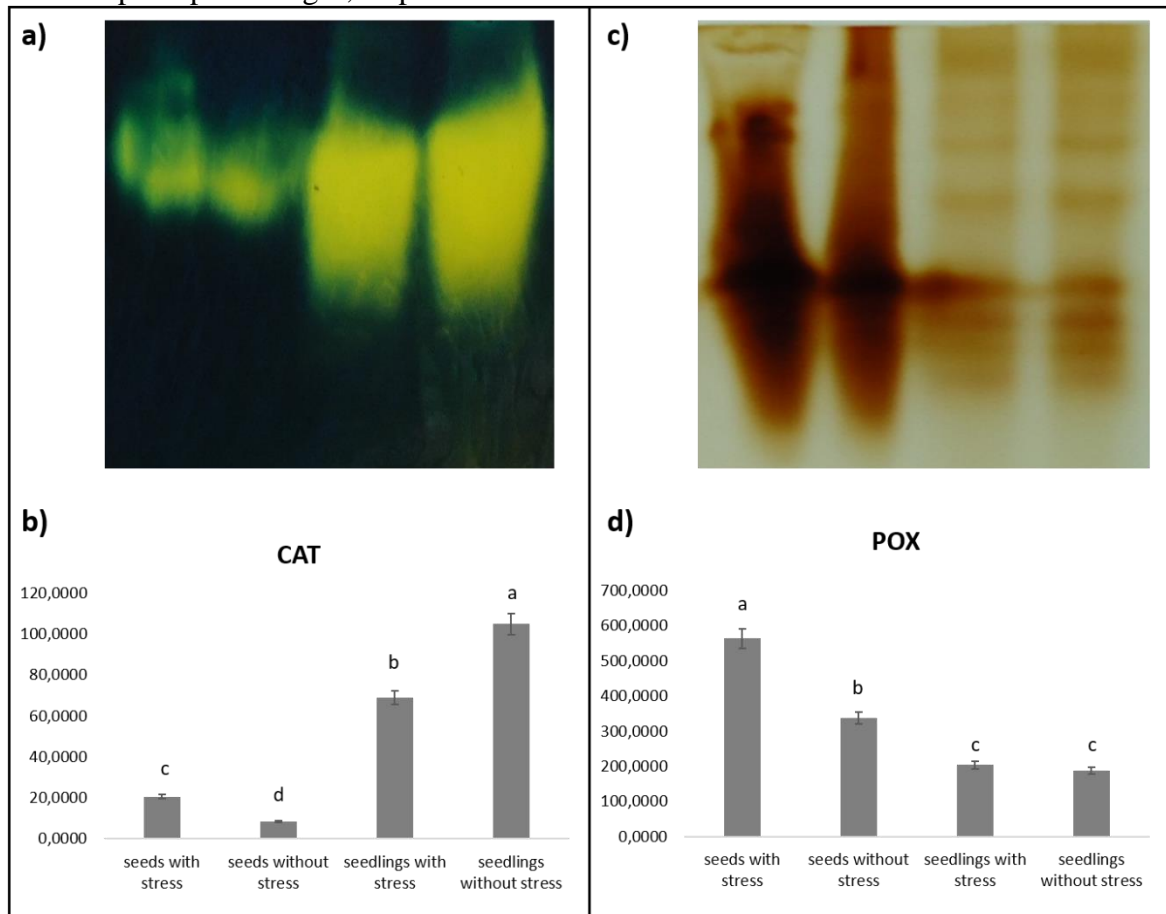 a)
c)
b)
CAT
120,0000
100,0000
80,0000
60,0000
40,0000
20,0000
0,0000
c
d
b
a
seeds with stress
seeds without stress
seedlings with stress
seedlings without stress
d)
POX
700,0000
600,0000
500,0000
400,0000
300,0000
200,0000
100,0000
0,0000
a
b
c
c
seeds with stress
seeds without stress
seedlings with stress
seedlings without stress